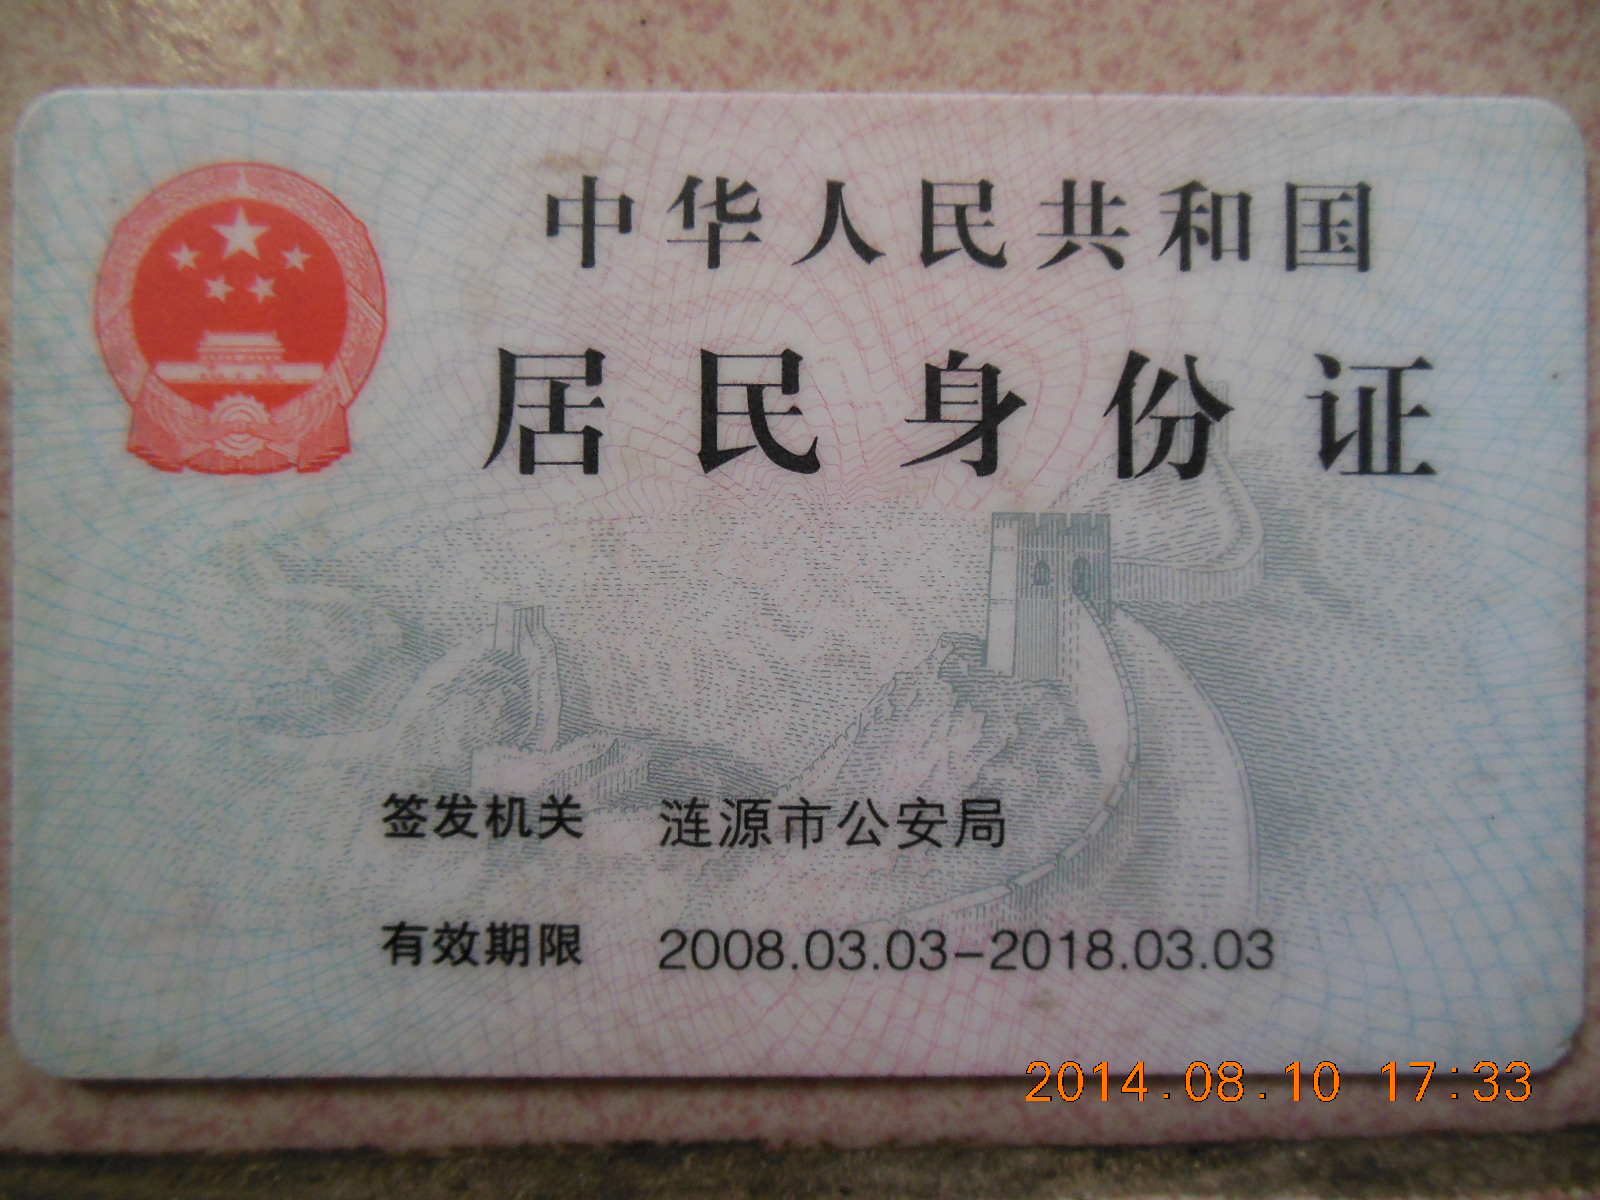 中华人民共和国
居民身份证
签发机关 涟源市公安局
有效期限 2008.03.03-2018.03.03
2014.08.10 17:33